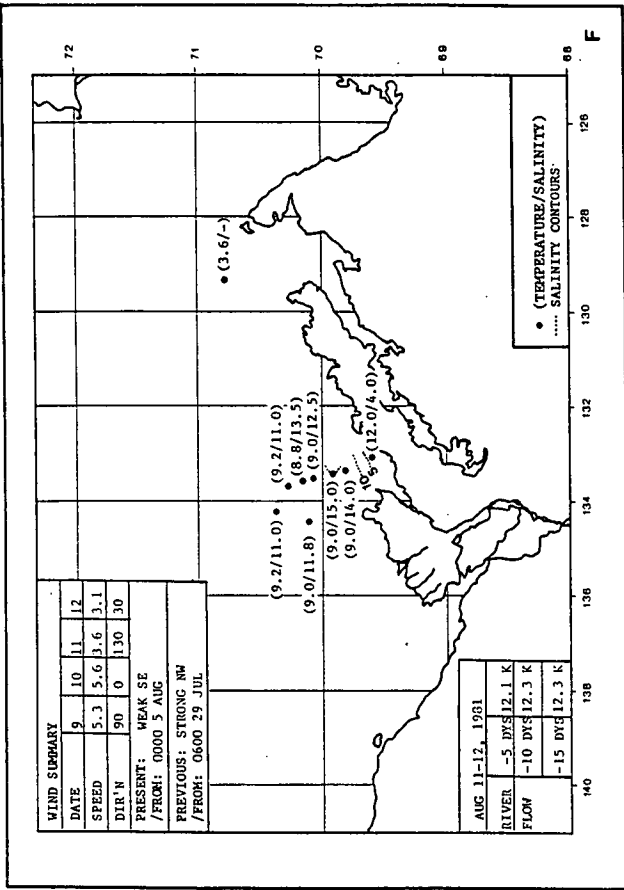 WIND SUMMARY
DATE 9 10 11 12
SPEED 5.3 5.6 3.6 3.1
DIR'N 90 0 130 30
PRESENT: WEAK SE
/FROM: 0000 5 AUG
PREVIOUS: STRONG NW
/FROM: 0600 29 JUL
AUG 11-12, 1981
RIVER -5 DYS 12.1 K
FLOW -10 DYS 12.3 K
-15 DYS 12.3 K
(9.2/11.0)
(9.2/11.0)
(8.8/13.5)
(9.0/12.5)
(9.0/11.8)
(9.0/15.0)
(9.0/14.0)
(12.0/4.0)
10
5
(3.6/-)
• (TEMPERATURE/SALINITY)
..... SALINITY CONTOURS
72
71
70
69
68
140
138
136
134
132
130
128
126
F